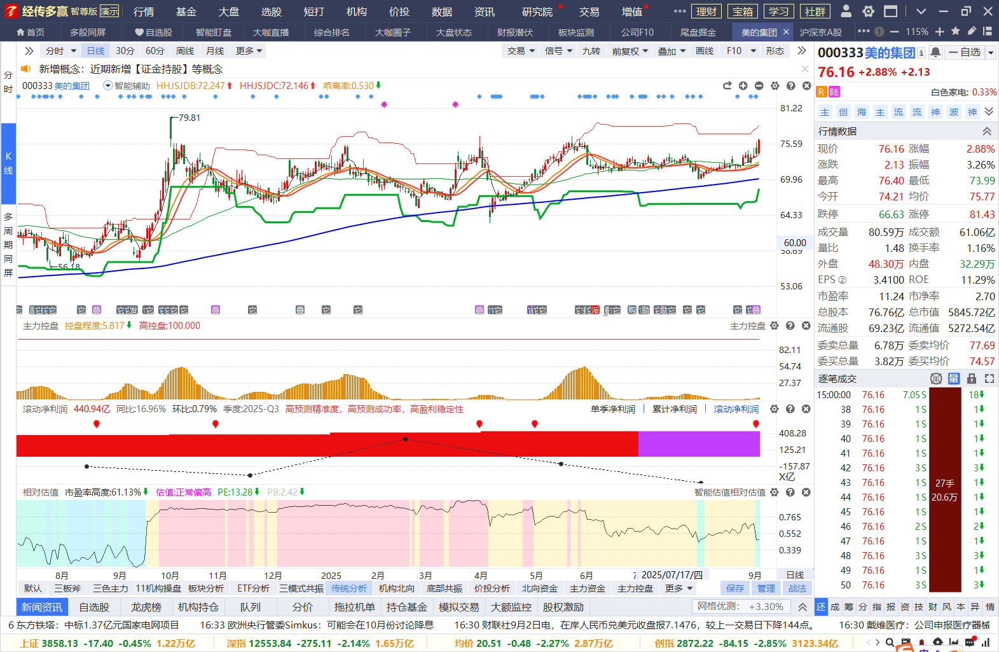 经传多赢 智尊版 演示 行情 基金 大盘 选股 短打 机构 价投 数据 资讯 研究院 交易 增值 理财 宝箱 学习 社群
首页 多股同屏 自选股 智能盯盘 大咖直播 综合排名 大咖圈子 大盘状态 财报潜伏 板块监测 公司F10 尾盘掘金 美的集团 沪深京A股 115%
分时 日线 30分 60分 周线 月线 更多 交易 信号 九转 前复权 叠加 画线 F10 形态
新增概念：近期新增【证金持股】等概念
000333美的集团 智能辅助 HHJSJDB:72.247 HHJSJDC:72.146 乖离率:0.530
分时
K线
多周期同屏
79.81
56.18
81.22
75.59
69.96
64.33
60.00
58.69
53.06
主力控盘 控盘程度:5.817 高控盘:100.000 主力控盘
82.11
54.74
27.37
滚动净利润 440.94亿 同比:16.96% 环比:0.79% 季度:2025-Q3 高预测精准度，高预测成功率，高盈利稳定性 单季净利润 累计净利润 滚动净利润
408.28
125.21
-157.87
X亿
相对估值 市盈率高度:61.13% 估值:正常偏高 PE:13.28 PB:2.42 智能估值相对估值
0.765
0.552
0.339
8月 9月 10月 11月 12月 2025 2月 3月 4月 5月 6月 7 2025/07/17/四 9月 日线
默认 三板斧 三色主力 11机构操盘 板块分析 ETF分析 三模式共振 传统分析 机构北向 底部共振 价投分析 北向资金 主力资金 主力控盘 更多 保存 管理 战法
新闻资讯 自选股 龙虎榜 机构持仓 队列 分价 拖拉机单 持仓基金 模拟交易 大额监控 股权激励 网格优测： +3.30%
000333美的集团 自选
76.16 +2.88% +2.13
R 陆 白色家电: 0.33%
主 创 海 主 流 流 神 波 神
行情数据
现价 76.16 涨幅 2.88%
涨跌 2.13 振幅 3.26%
最高 76.40 最低 73.99
今开 74.21 均价 75.77
跌停 66.63 涨停 81.43
成交量 80.59万 成交额 61.06亿
量比 1.48 换手率 1.16%
外盘 48.30万 内盘 32.29万
EPS ② 3.4100 ROE 11.29%
市盈率 11.24 市净率 2.70
总股本 76.76亿 总市值 5845.72亿
流通股 69.23亿 流通值 5272.54亿
委卖总量 6.78万 委卖均价 77.69
委买总量 3.82万 委买均价 74.57
逐笔成交 单 量
15:00:00 76.16 7.05 S 18
38 76.16 1 S 1
39 76.16 1 S 1
40 76.16 1 S 1
41 76.16 1 S 1
42 76.16 3 S 3
43 76.16 1 S 1
44 76.16 1 S 1
45 76.16 1 S 1
46 76.16 2 S 2
47 76.16 1 S 1
48 76.16 3 S 3
49 76.16 1 S 1
50 76.16 3 S 3
27手
20.6万
还 成 筹 分 指 报 资 技 财 风 本 异 情
6 东方铁塔：中标1.37亿元国家电网项目 16:33 欧洲央行管委Simkus：可能会在10月份讨论降息 16:30 财联社9月2日电，在岸人民币兑美元收盘报7.1476，较上一交易日下降144点。 16:30 戴维医疗：公司申报医疗器械
上证 3858.13 -17.40 -0.45% 1.22万亿 深指 12553.84 -275.11 -2.14% 1.65万亿 均价 20.51 -0.48 -2.27% 2.87万亿 创指 2872.22 -84.15 -2.85% 3123.34亿